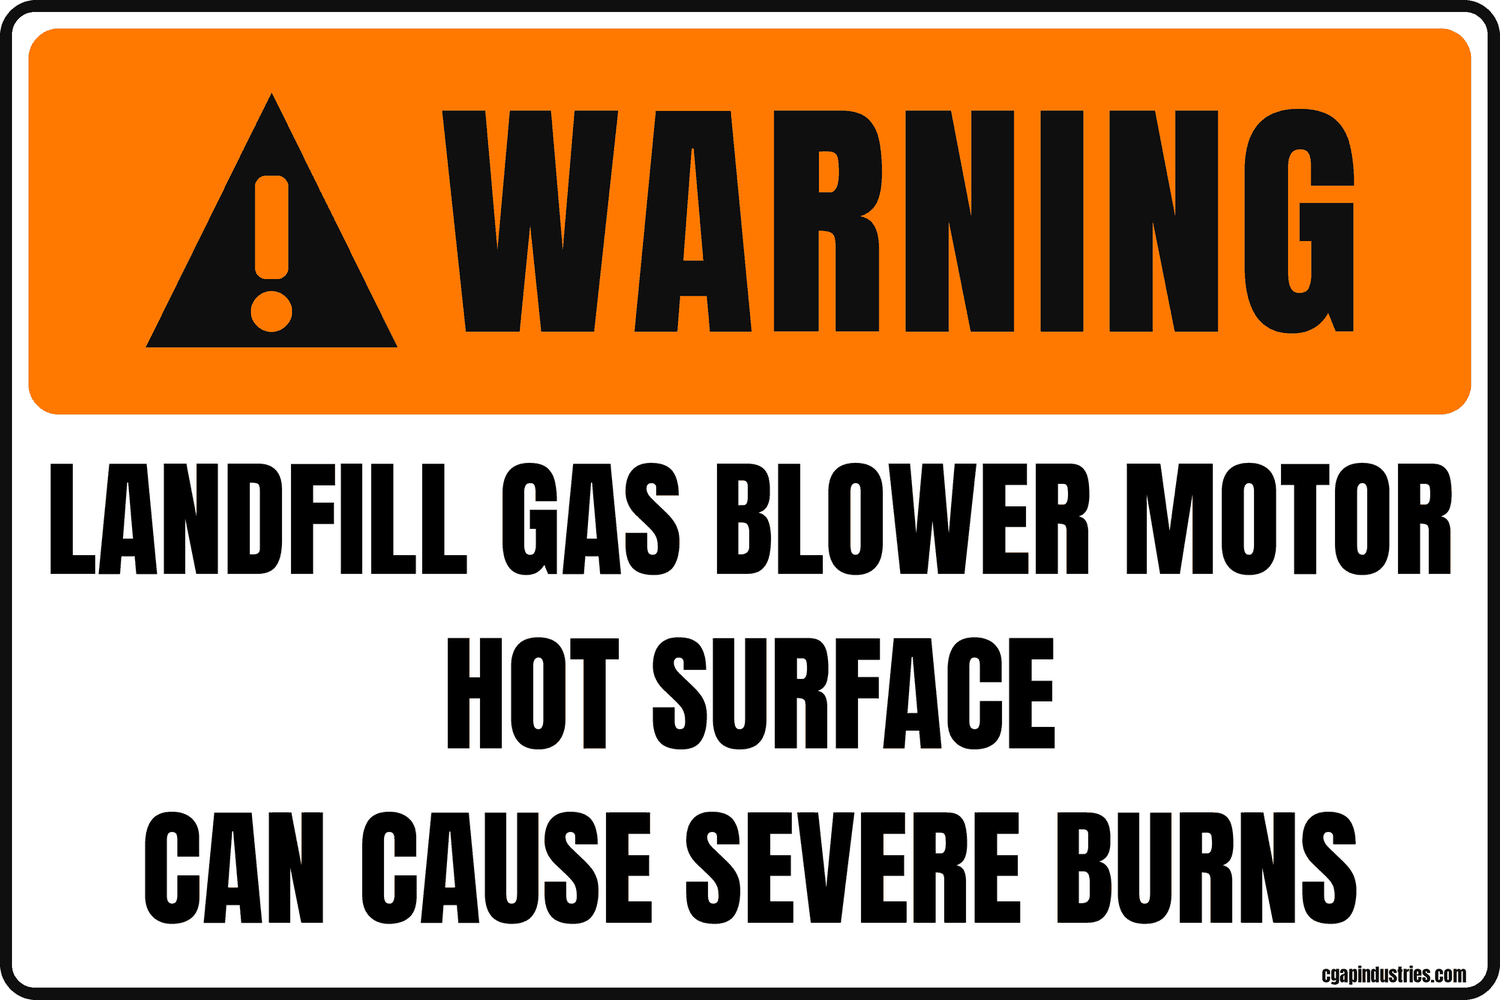 WARNING
LANDFILL GAS BLOWER MOTOR
HOT SURFACE
CAN CAUSE SEVERE BURNS
cgapindustries.com